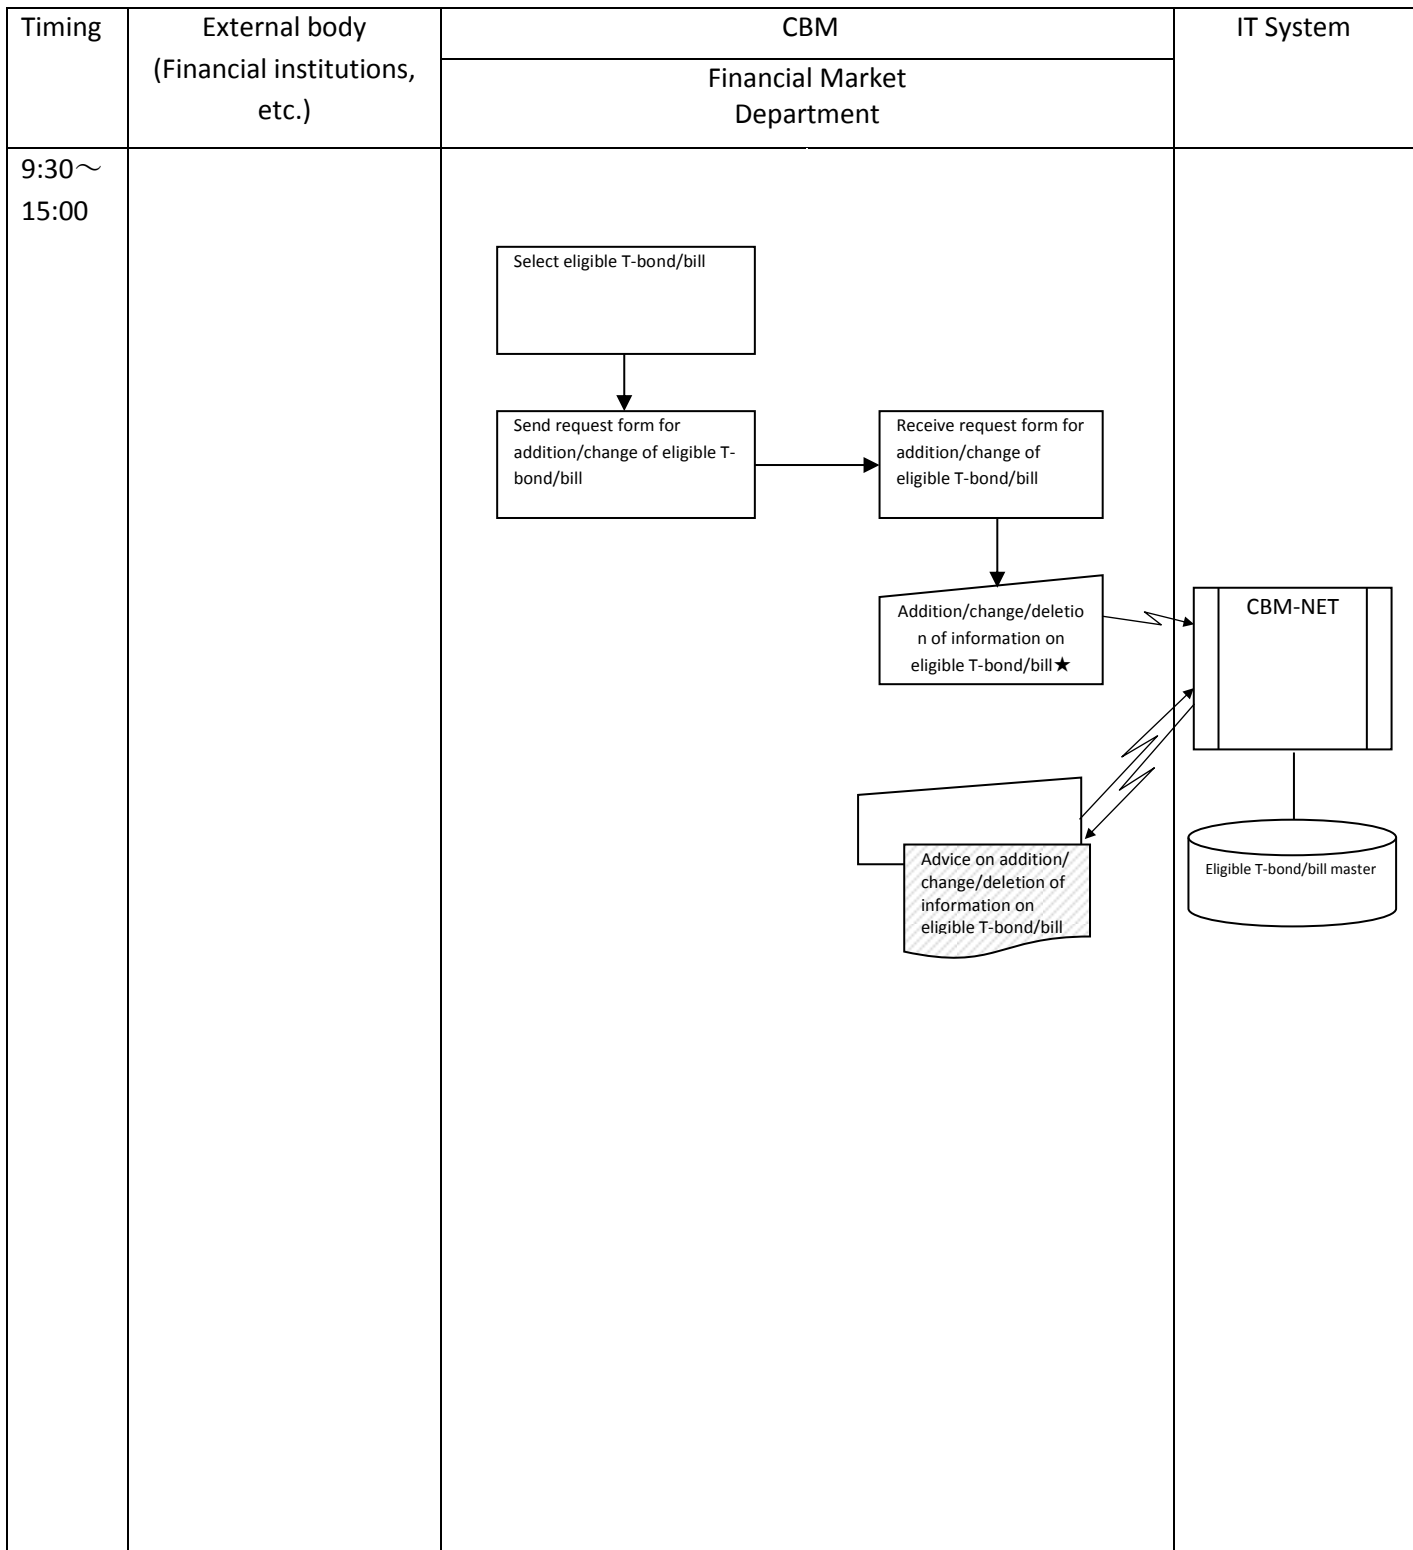 Timing
External body
(Financial institutions,
etc.)
CBM
IT System
Financial Market
Department
9:30～
15:00
Select eligible T-bond/bill
Send request form for
addition/change of eligible T-
bond/bill
Receive request form for
addition/change of
eligible T-bond/bill
Addition/change/deletio
n of information on
eligible T-bond/bill★
CBM-NET
Advice on addition/
change/deletion of
information on
eligible T-bond/bill
Eligible T-bond/bill master